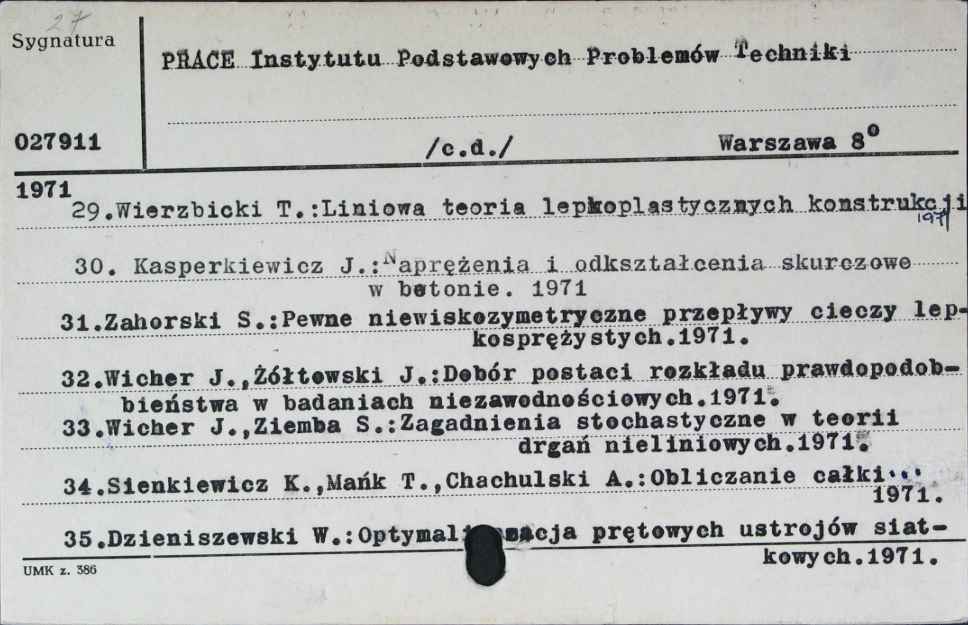 27
Sygnatura
PRACE Instytutu Podstawowych Problemów Techniki
027911
/c.d./ Warszawa 8°
1971
29.Wierzbicki T.:Liniowa teoria lepkoplastycznych konstrukcji
1971
30. Kasperkiewicz J.:Naprężenia i odkształcenia skurczowe
w betonie. 1971
31.Zahorski S.:Pewne niewiskozymetryczne przepływy cieczy lep-
kosprężystych.1971.
32.Wicher J.,Żółtowski J.:Dobór postaci rozkładu prawdopodob-
bieństwa w badaniach niezawodnościowych.1971.
33.Wicher J.,Ziemba S.:Zagadnienia stochastyczne w teorii
drgań nieliniowych.1971.
34.Sienkiewicz K.,Mańk T.,Chachulski A.:Obliczanie całki...
1971.
35.Dzieniszewski W.: prętowych ustrojów siat-
kowych.1971.
UMK z. 386